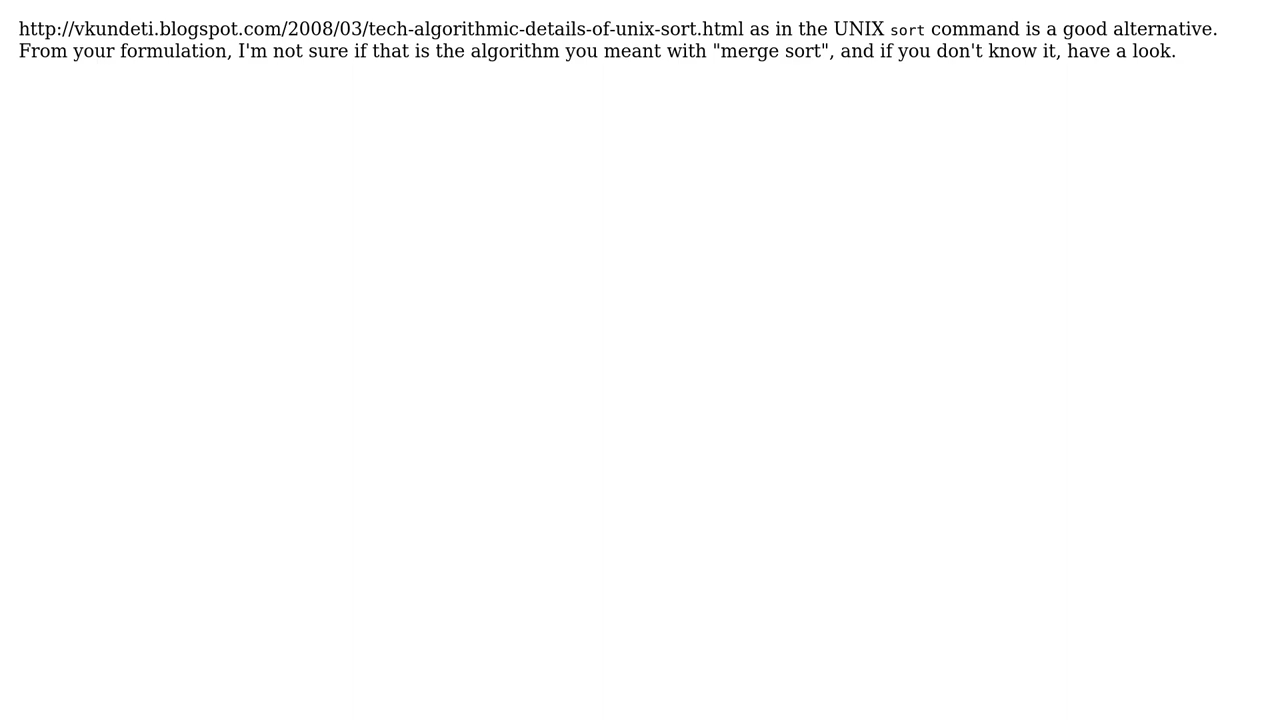 http://vkundeti.blogspot.com/2008/03/tech-algorithmic-details-of-unix-sort.html as in the UNIX sort command is a good alternative.
From your formulation, I'm not sure if that is the algorithm you meant with "merge sort", and if you don't know it, have a look.